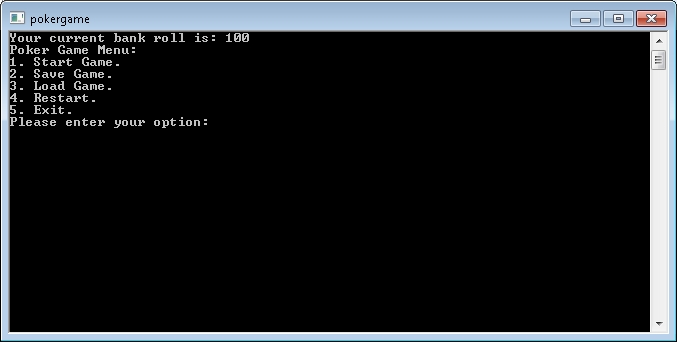 pokergame
Your current bank roll is: 100
Poker Game Menu:
1. Start Game.
2. Save Game.
3. Load Game.
4. Restart.
5. Exit.
Please enter your option: